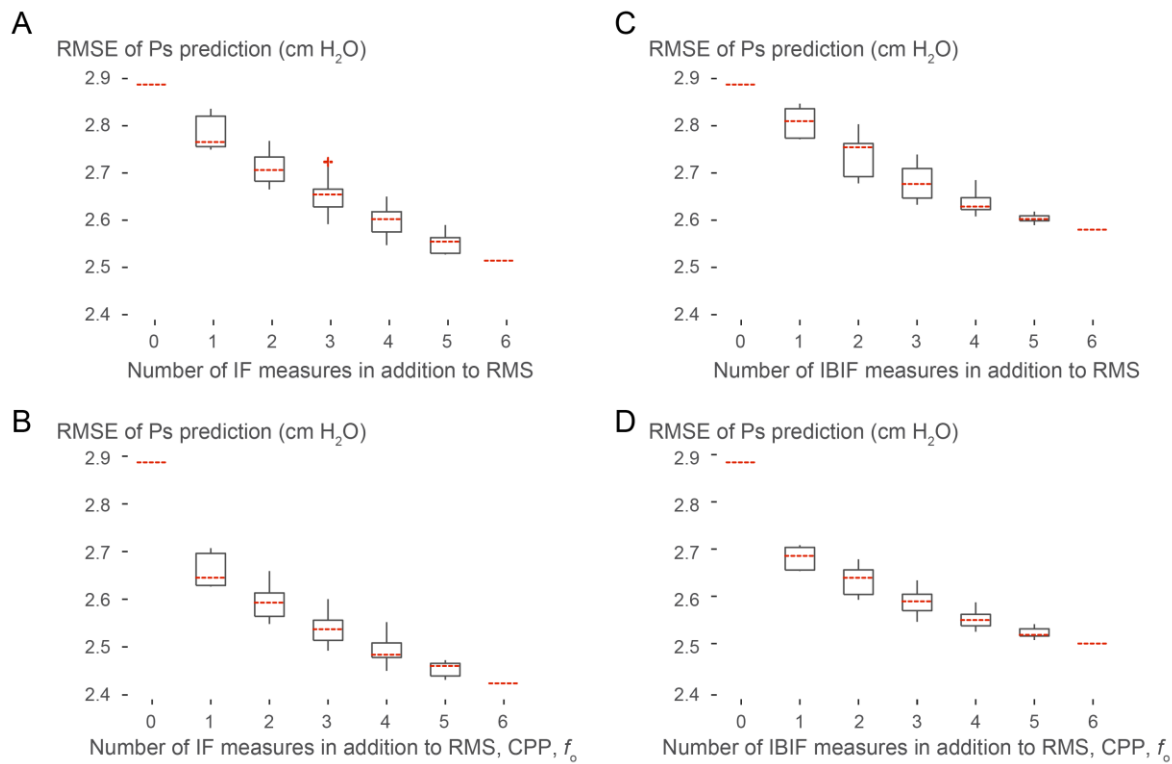 A
RMSE of Ps prediction (cm H₂O)
2.9
2.8
2.7
2.6
2.5
2.4
0 1 2 3 4 5 6
Number of IF measures in addition to RMS
C
RMSE of Ps prediction (cm H₂O)
2.9
2.8
2.7
2.6
2.5
2.4
0 1 2 3 4 5 6
Number of IBIF measures in addition to RMS
B
RMSE of Ps prediction (cm H₂O)
2.9
2.8
2.7
2.6
2.5
2.4
0 1 2 3 4 5 6
Number of IF measures in addition to RMS, CPP, fₒ
D
RMSE of Ps prediction (cm H₂O)
2.9
2.8
2.7
2.6
2.5
2.4
0 1 2 3 4 5 6
Number of IBIF measures in addition to RMS, CPP, fₒ